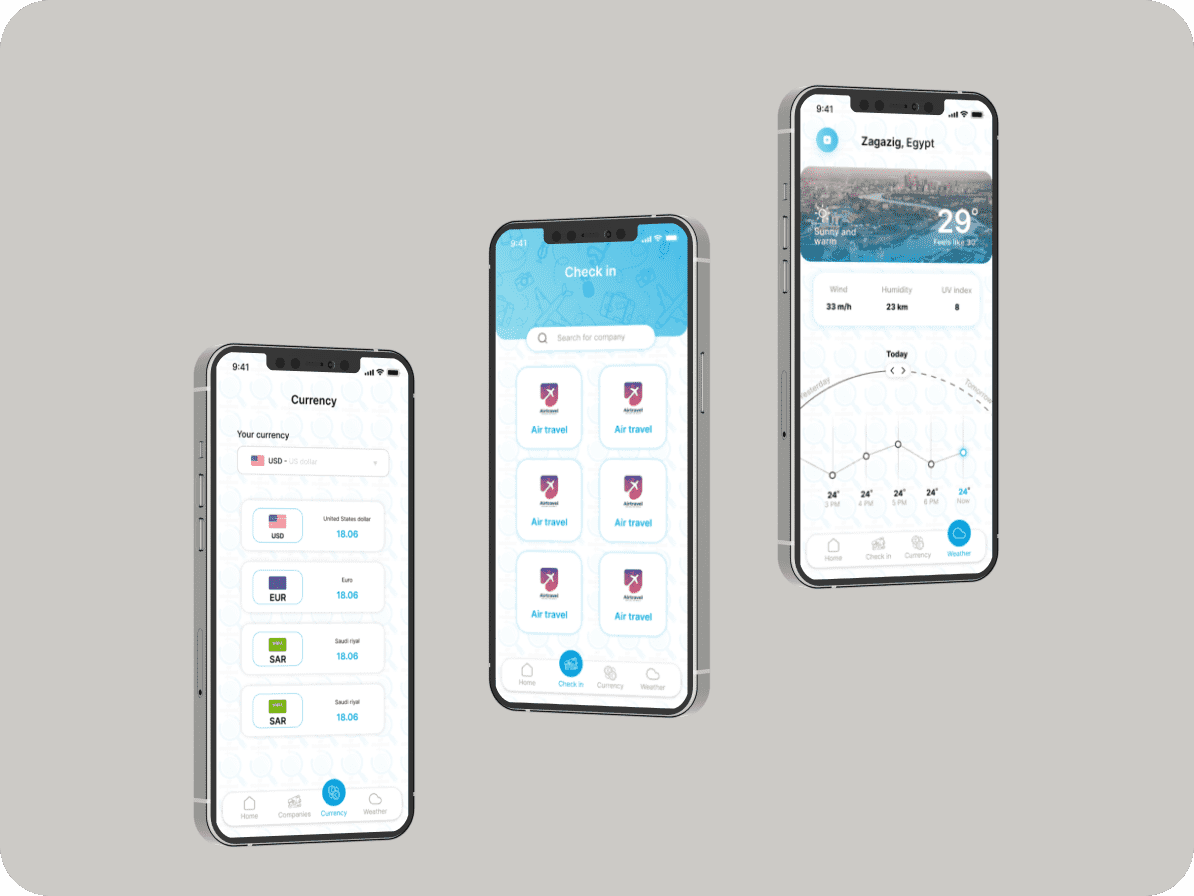 9:41
Currency
Your currency
USD - US dollar
USD
United States dollar
18.06
EUR
Euro
18.06
SAR
Saudi riyal
18.06
SAR
Saudi riyal
18.06
Home
Companies
Currency
Weather
9:41
Check in
Search for company
Airtravel
Air travel
Airtravel
Air travel
Airtravel
Air travel
Airtravel
Air travel
Airtravel
Air travel
Airtravel
Air travel
Home
Check in
Currency
Weather
9:41
Zagazig, Egypt
Sunny and
warm
29°
Feels like 30°
Wind
Humidity
UV index
33 m/h
23 km
8
Today
< >
Yesterday
Tomorrow
24° 24° 24° 24° 24°
3 PM 4 PM 5 PM 6 PM Now
Home
Check in
Currency
Weather